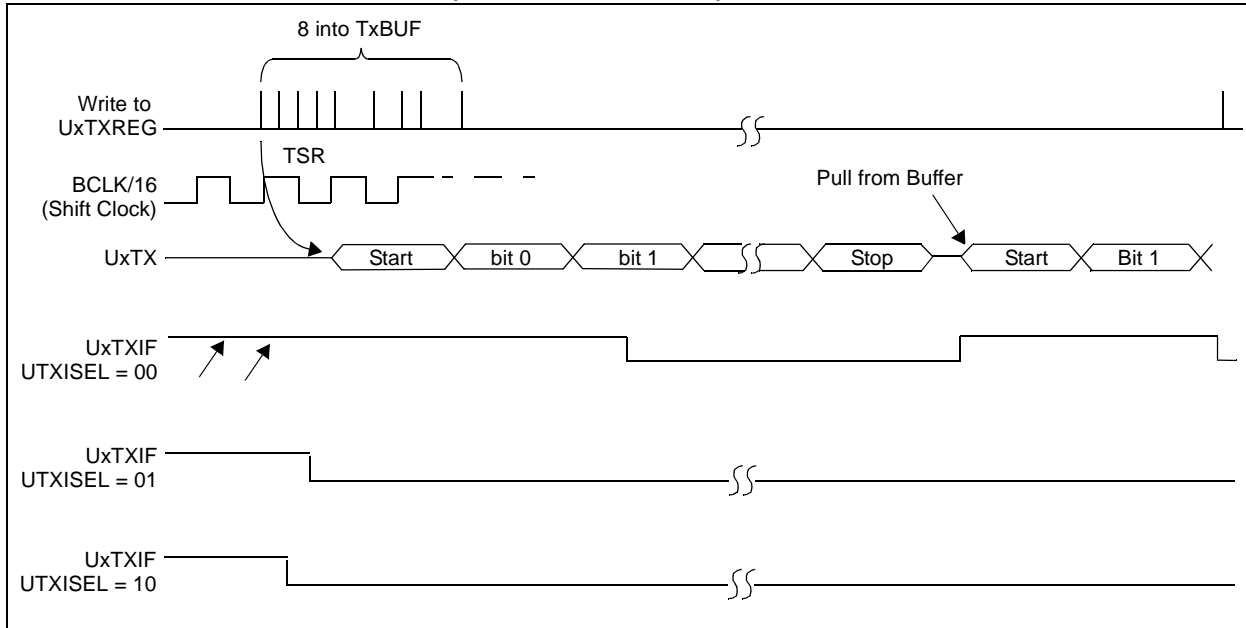 8 into TxBUF
Write to
UxTXREG
TSR
BCLK/16
(Shift Clock)
Pull from Buffer
UxTX
Start
bit 0
bit 1
Stop
Start
Bit 1
UxTXIF
UTXISEL = 00
UxTXIF
UTXISEL = 01
UxTXIF
UTXISEL = 10